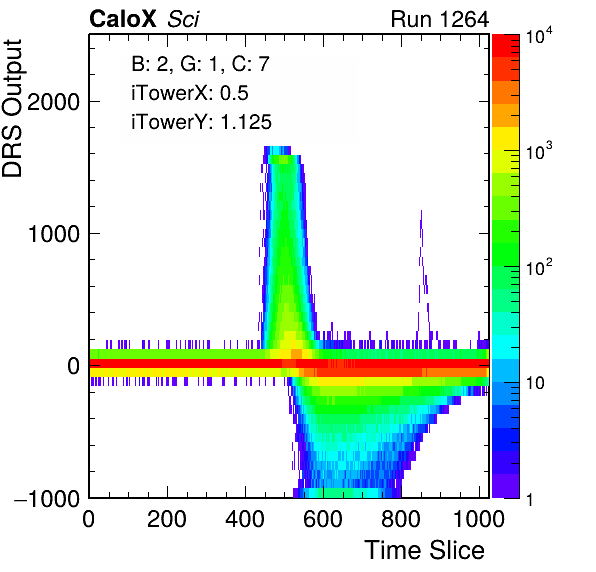 CaloX Sci Run 1264
B: 2, G: 1, C: 7
iTowerX: 0.5
iTowerY: 1.125
DRS Output
2000
1000
0
−1000
0 200 400 600 800 1000
Time Slice
10^4
10^3
10^2
10
1